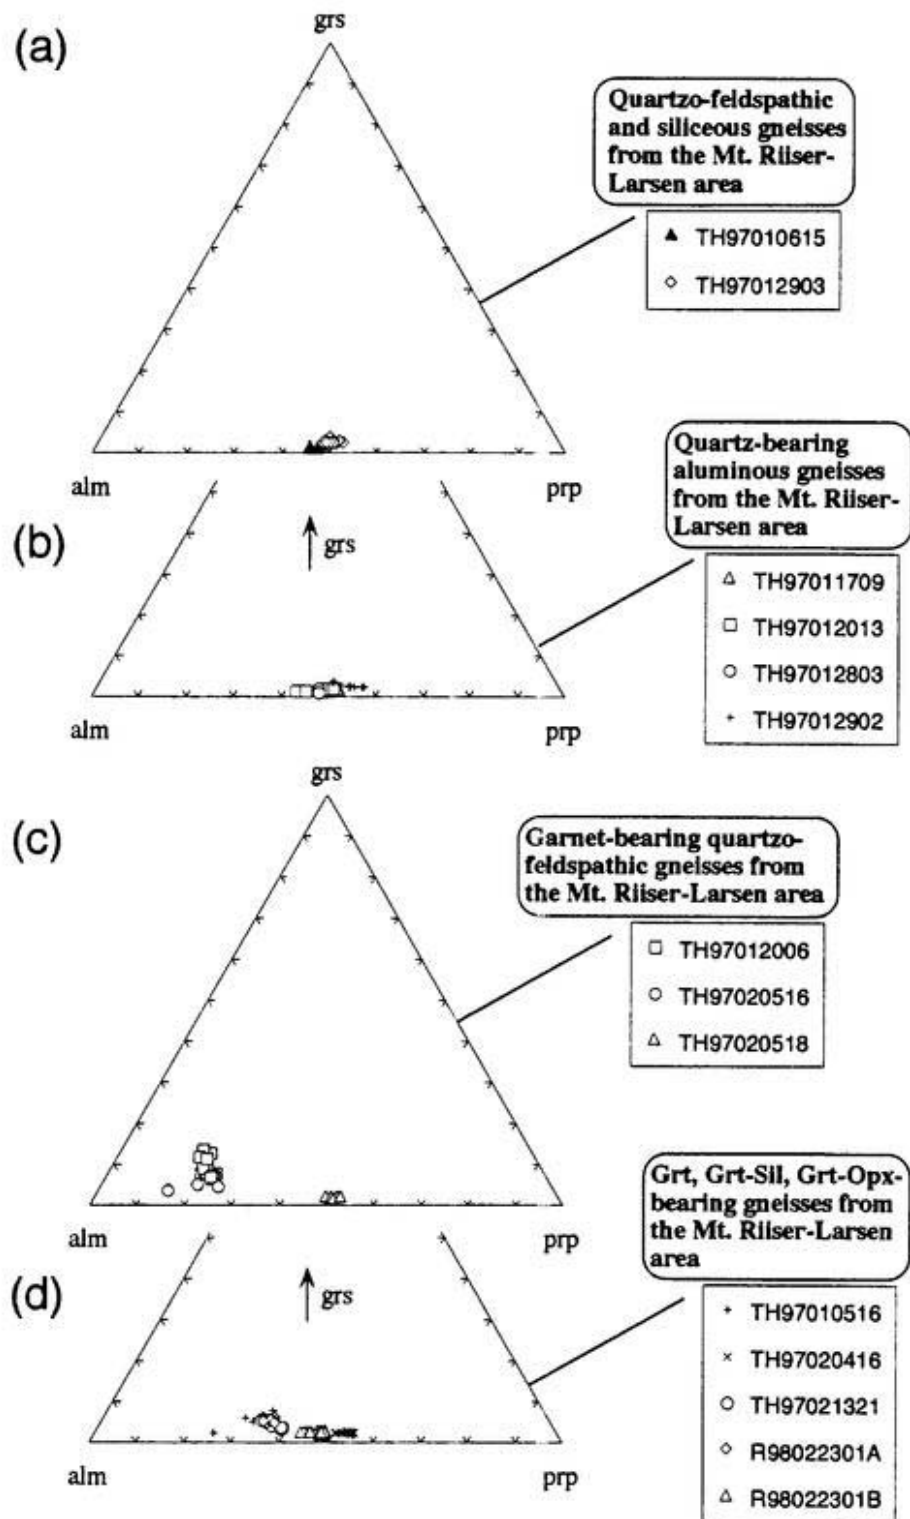 (a)
grs
Quartzo-feldspathic
and siliceous gneisses
from the Mt. Riiser-
Larsen area
TH97010615
TH97012903
alm
prp
(b)
grs
Quartz-bearing
aluminous gneisses
from the Mt. Riiser-
Larsen area
TH97011709
TH97012013
TH97012803
TH97012902
alm
prp
(c)
grs
Garnet-bearing quartzo-
feldspathic gneisses from
the Mt. Riiser-Larsen area
TH97012006
TH97020516
TH97020518
alm
prp
(d)
grs
Grt, Grt-Sil, Grt-Opx-
bearing gneisses from
the Mt. Riiser-Larsen
area
TH97010516
TH97020416
TH97021321
R98022301A
R98022301B
alm
prp